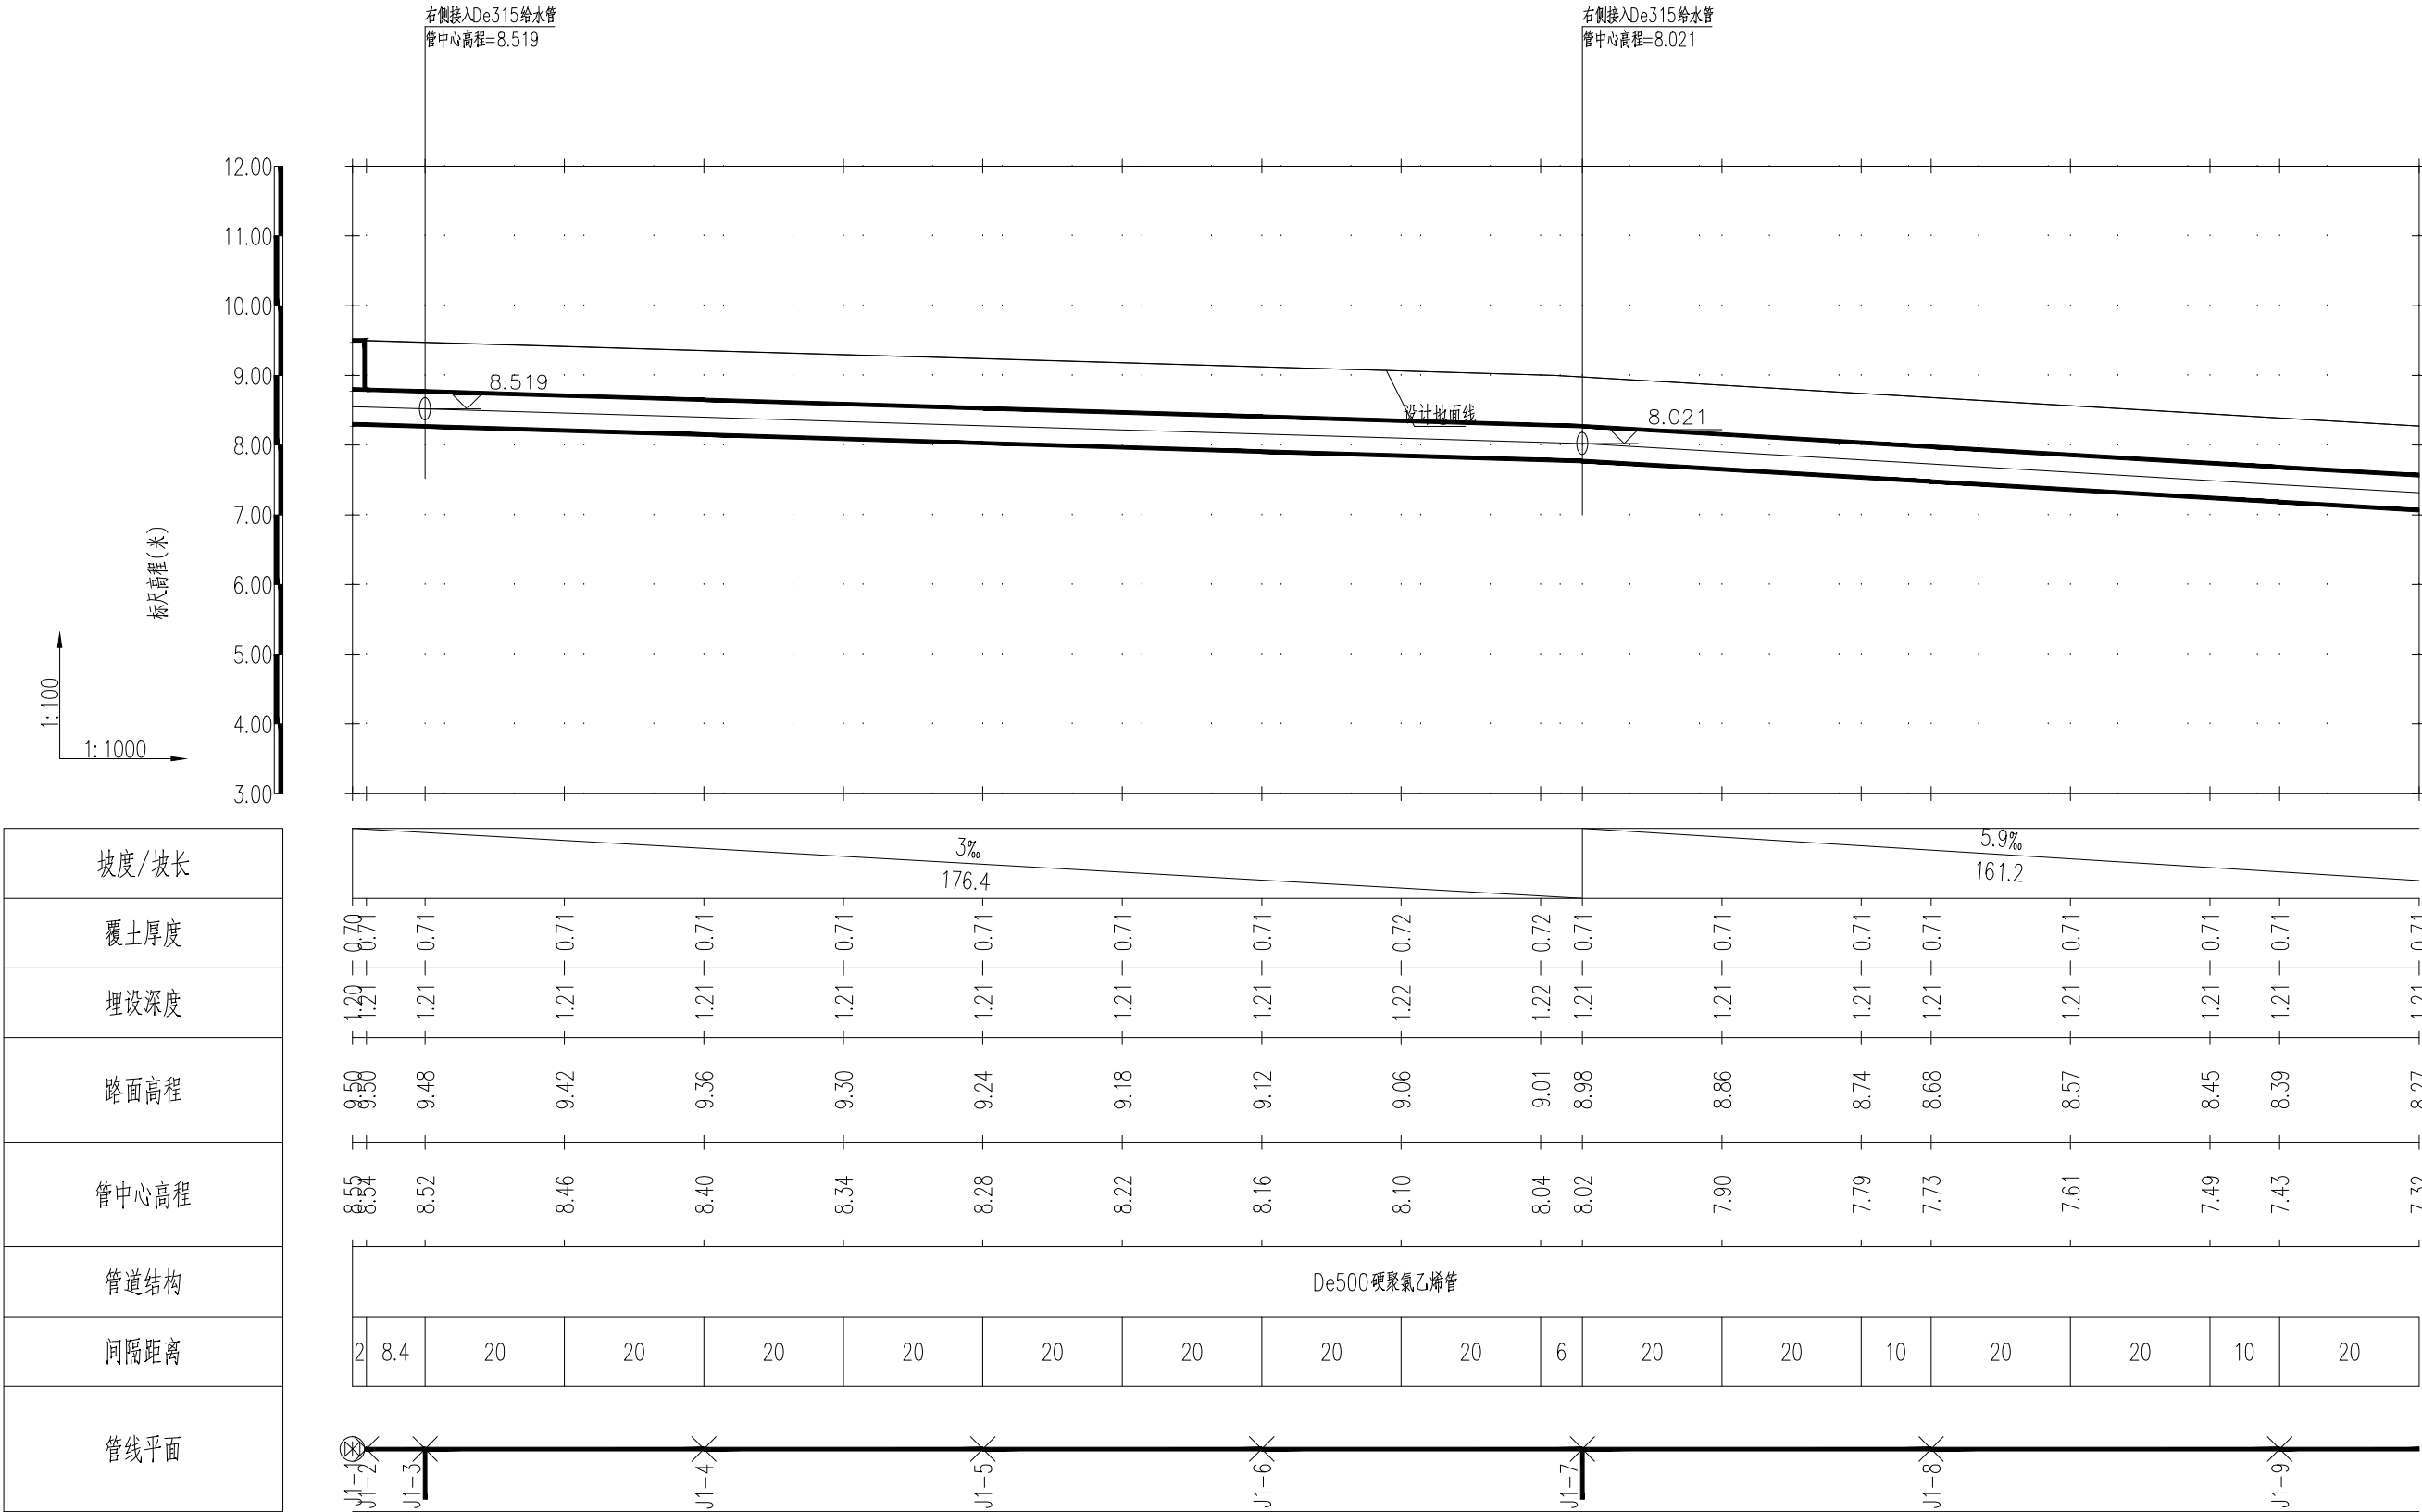 右侧接入De315给水管
管中心高程=8.519
右侧接入De315给水管
管中心高程=8.021
12.00
11.00
10.00
9.00
8.00
7.00
6.00
5.00
4.00
3.00
标尺高程(米)
1:100
1:1000
8.519
设计地面线
8.021
坡度/坡长
3‰
176.4
5.9‰
161.2
覆土厚度
0.70 0.71 0.71 0.71 0.71 0.71 0.71 0.71 0.71 0.72 0.72 0.71 0.71 0.71 0.71 0.71 0.71 0.71 0.71
埋设深度
1.20 1.21 1.21 1.21 1.21 1.21 1.21 1.21 1.21 1.22 1.22 1.21 1.21 1.21 1.21 1.21 1.21 1.21 1.21
路面高程
9.50 9.50 9.48 9.42 9.36 9.30 9.24 9.18 9.12 9.06 9.01 8.98 8.86 8.74 8.68 8.57 8.45 8.39 8.27
管中心高程
8.55 8.54 8.52 8.46 8.40 8.34 8.28 8.22 8.16 8.10 8.04 8.02 7.90 7.79 7.73 7.61 7.49 7.43 7.32
管道结构
De500硬聚氯乙烯管
间隔距离
2 8.4 20 20 20 20 20 20 20 20 6 20 20 10 20 20 10 20
管线平面
J1-1 J1-2 J1-3 J1-4 J1-5 J1-6 J1-7 J1-8 J1-9